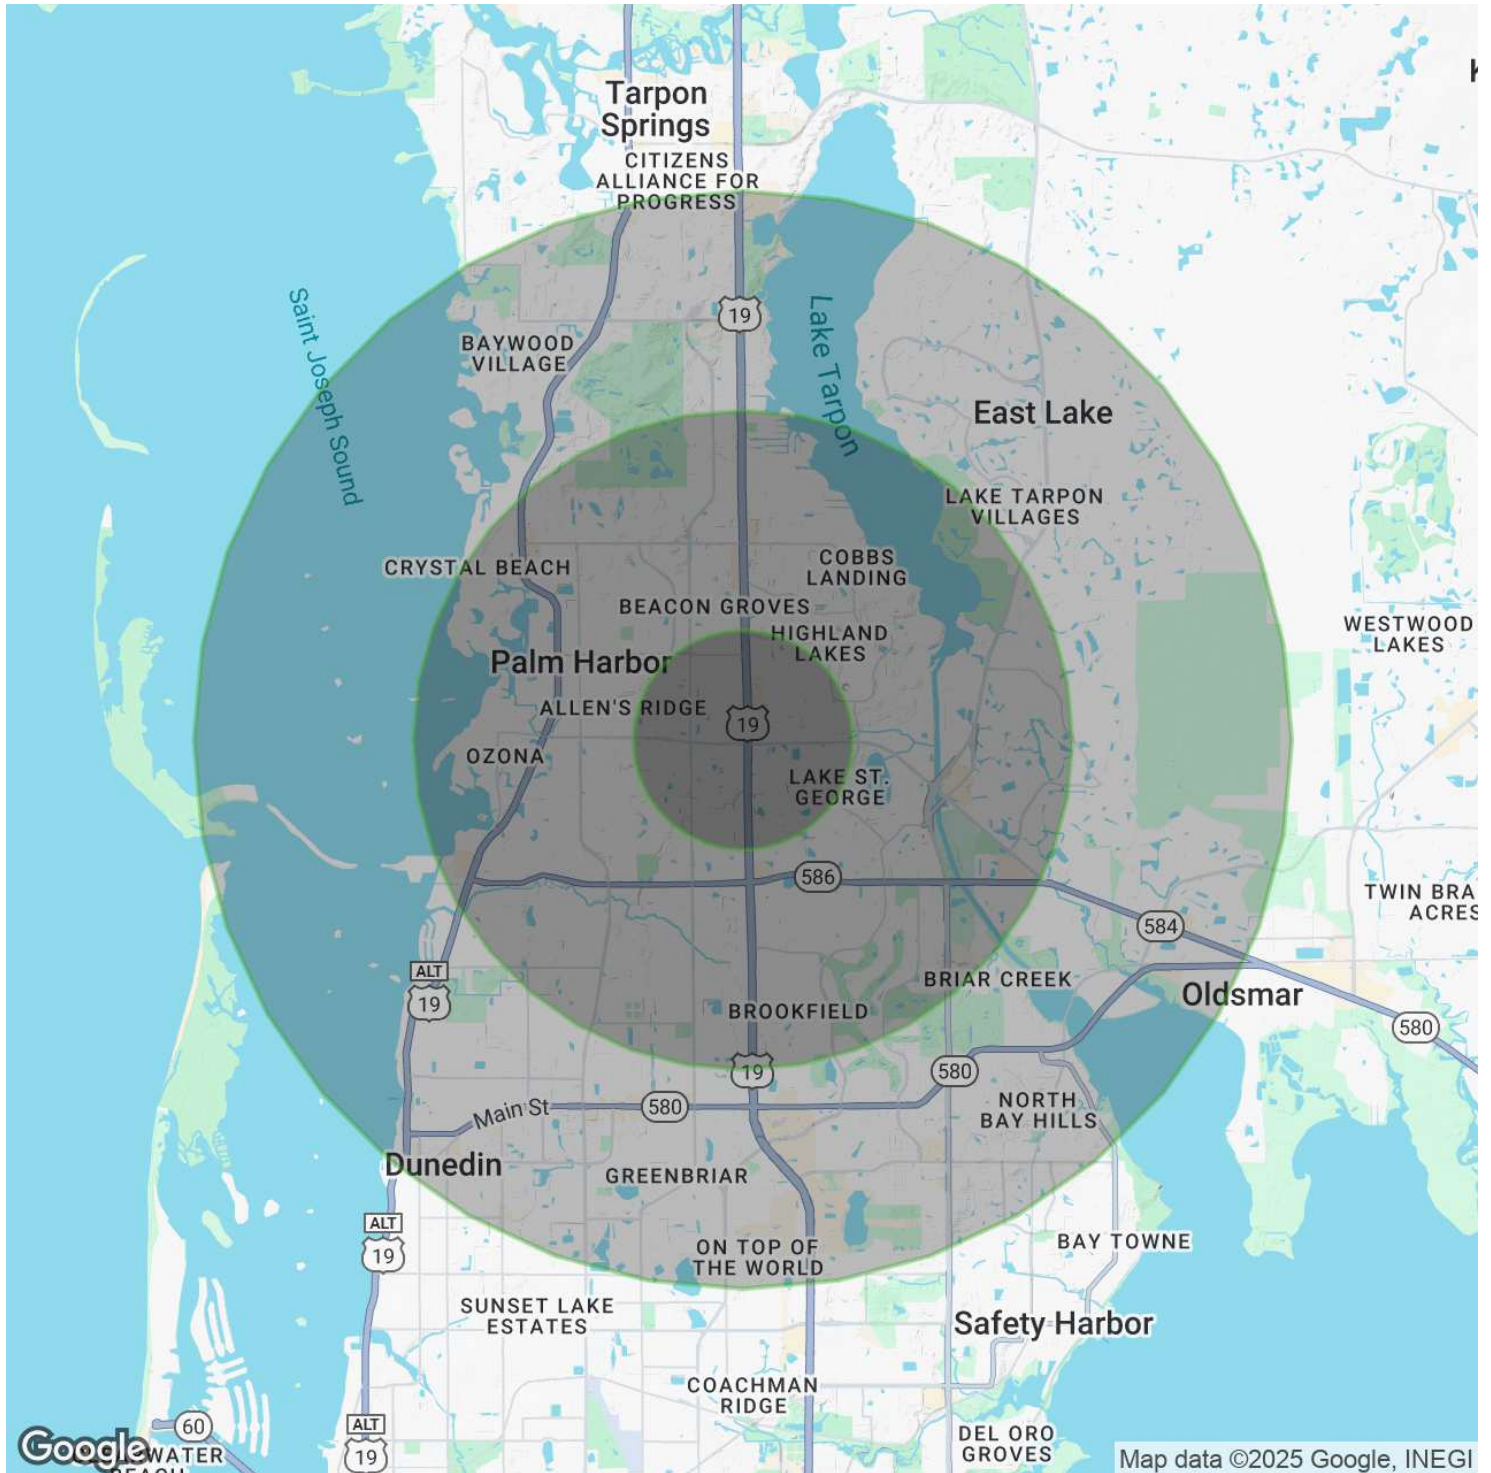 Tarpon
Springs
CITIZENS
ALLIANCE FOR
PROGRESS
Saint Joseph Sound
19
Lake Tarpon
BAYWOOD
VILLAGE
East Lake
LAKE TARPON
VILLAGES
CRYSTAL BEACH
COBBS
LANDING
BEACON GROVES
HIGHLAND
LAKES
WESTWOOD
LAKES
Palm Harbor
ALLEN'S RIDGE
19
OZONA
LAKE ST.
GEORGE
586
TWIN BRA
ACRES
584
ALT
19
BRIAR CREEK
Oldsmar
BROOKFIELD
580
19
580
Main St
580
NORTH
BAY HILLS
Dunedin
GREENBRIAR
ALT
19
ON TOP OF
THE WORLD
BAY TOWNE
SUNSET LAKE
ESTATES
Safety Harbor
COACHMAN
RIDGE
60
ALT
19
DEL ORO
GROVES
Google
Map data ©2025 Google, INEGI